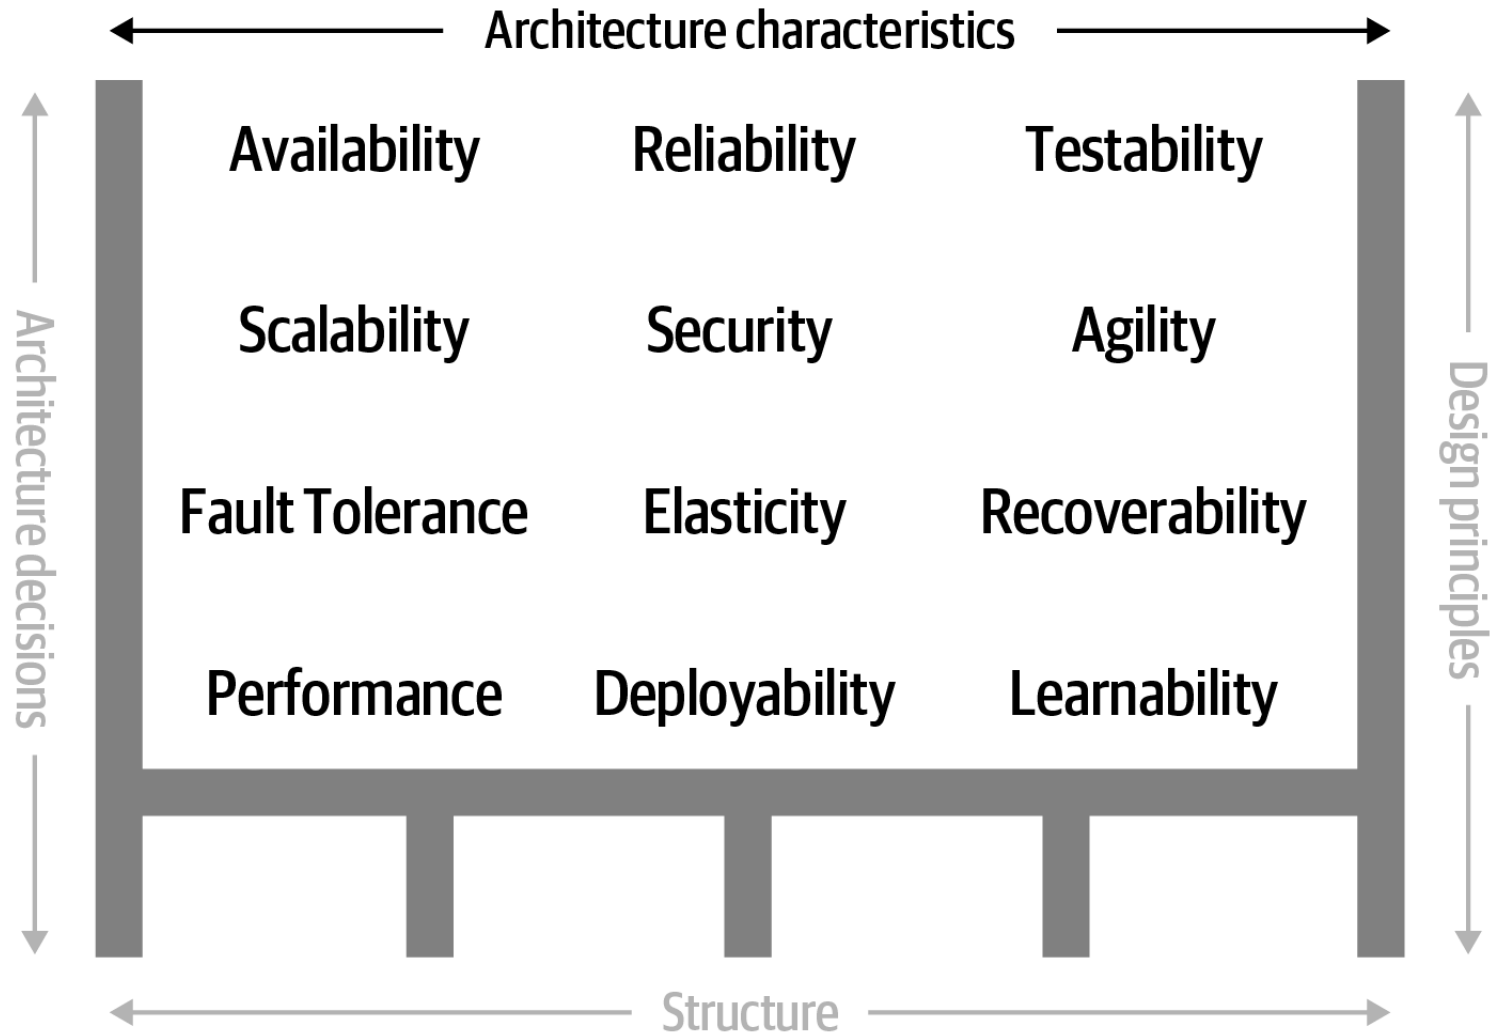 Architecture characteristics
Architecture decisions
Availability Reliability Testability
Scalability Security Agility
Fault Tolerance Elasticity Recoverability
Performance Deployability Learnability
Design principles
Structure